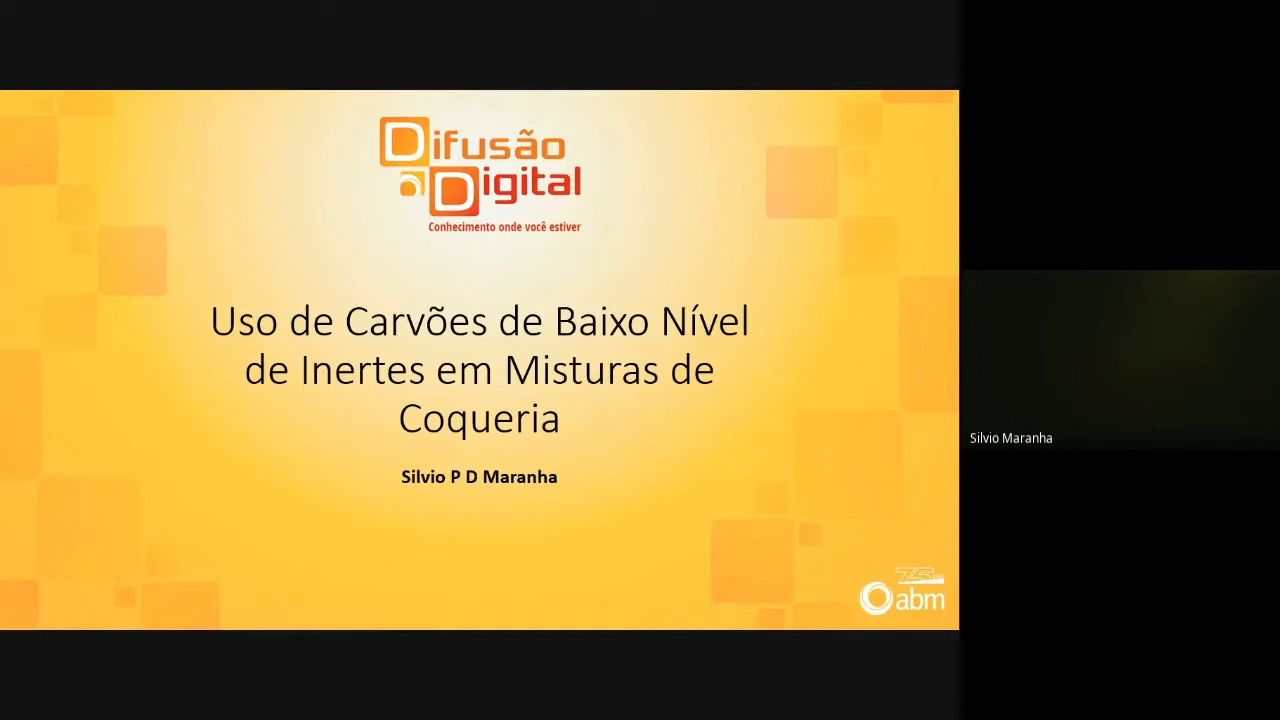 Difusão
Digital
Conhecimento onde você estiver
Uso de Carvões de Baixo Nível
de Inertes em Misturas de
Coqueria
Silvio P D Maranha
Silvio Maranha
75
abm